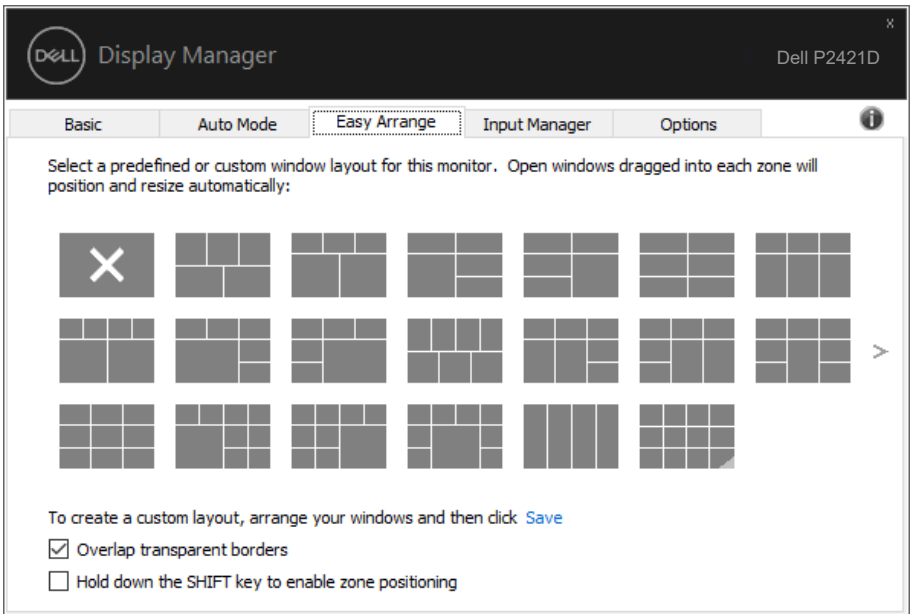 x
DELL Display Manager
Dell P2421D
Basic
Auto Mode
Easy Arrange
Input Manager
Options
Select a predefined or custom window layout for this monitor. Open windows dragged into each zone will
position and resize automatically:
>
To create a custom layout, arrange your windows and then click Save
Overlap transparent borders
Hold down the SHIFT key to enable zone positioning